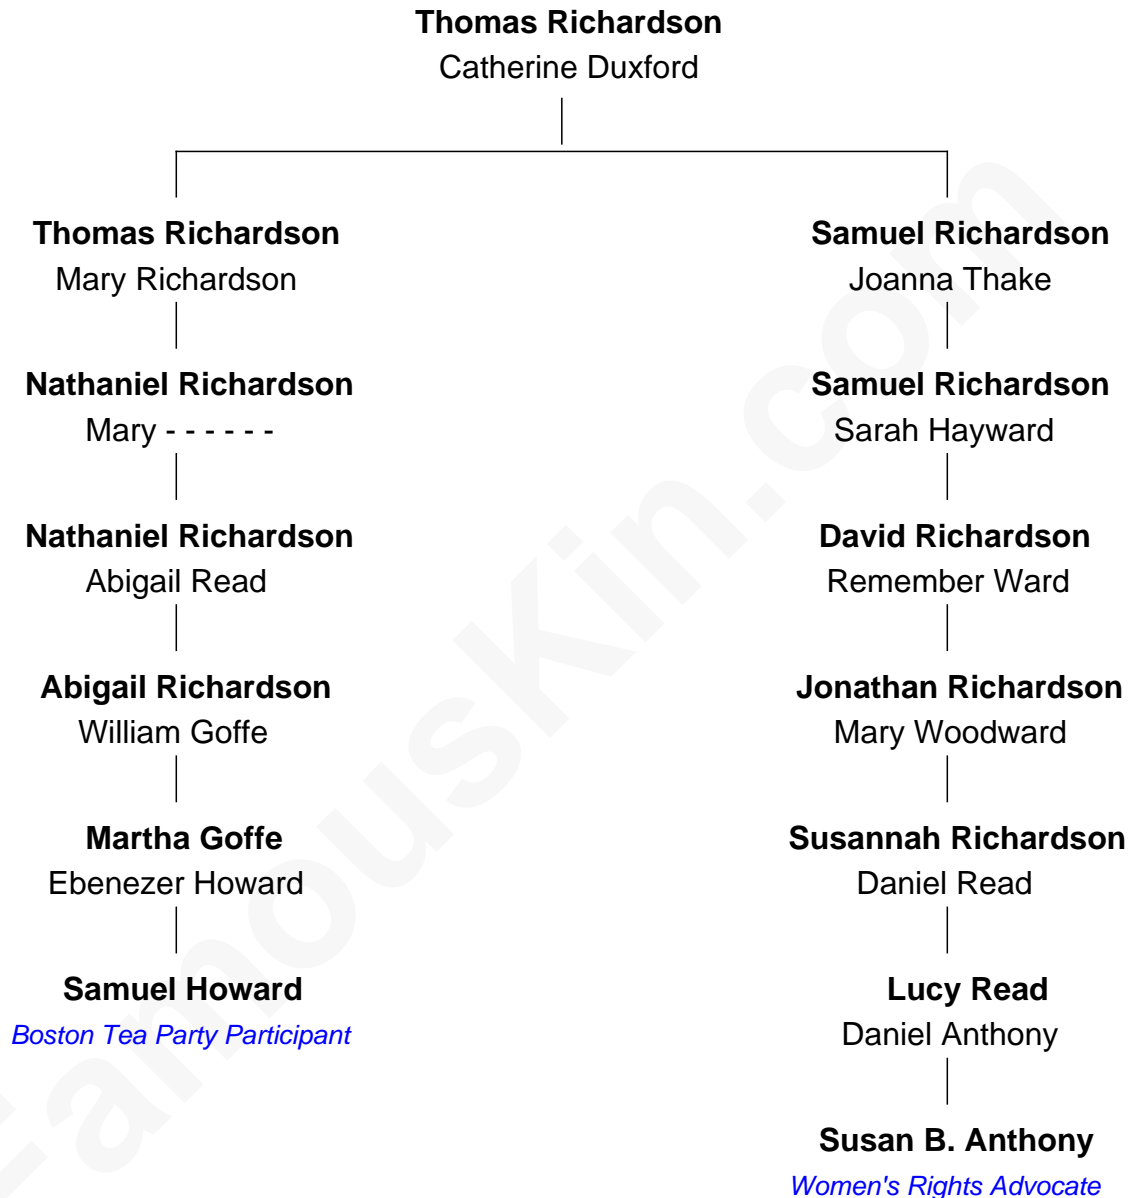 Thomas Richardson
Catherine Duxford
Thomas Richardson
Mary Richardson
Nathaniel Richardson
Mary - - - - - -
Nathaniel Richardson
Abigail Read
Abigail Richardson
William Goffe
Martha Goffe
Ebenezer Howard
Samuel Howard
Boston Tea Party Participant
Samuel Richardson
Joanna Thake
Samuel Richardson
Sarah Hayward
David Richardson
Remember Ward
Jonathan Richardson
Mary Woodward
Susannah Richardson
Daniel Read
Lucy Read
Daniel Anthony
Susan B. Anthony
Women's Rights Advocate
FamousKin.com